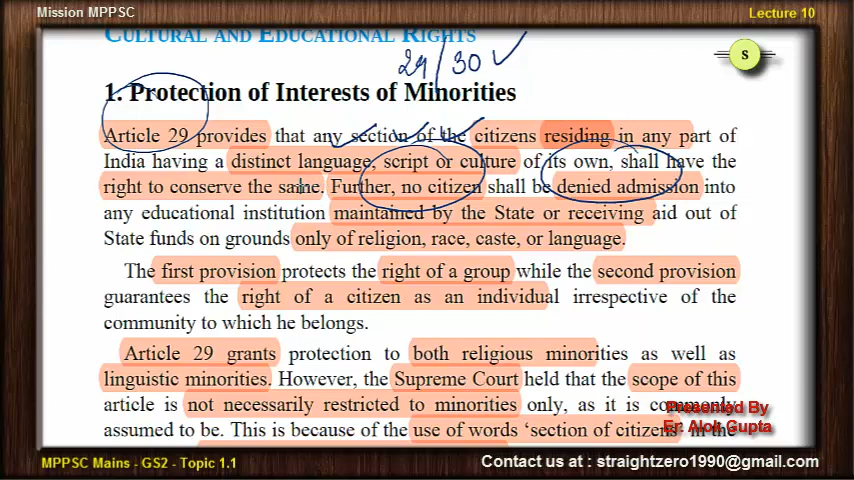 Mission MPPSC
Lecture 10
CULTURAL AND EDUCATIONAL RIGHTS
29/30
S
1. Protection of Interests of Minorities
Article 29 provides that any section of the citizens residing in any part of
India having a distinct language, script or culture of its own, shall have the
right to conserve the same. Further, no citizen shall be denied admission into
any educational institution maintained by the State or receiving aid out of
State funds on grounds only of religion, race, caste, or language.
The first provision protects the right of a group while the second provision
guarantees the right of a citizen as an individual irrespective of the
community to which he belongs.
Article 29 grants protection to both religious minorities as well as
linguistic minorities. However, the Supreme Court held that the scope of this
article is not necessarily restricted to minorities only, as it is commonly
assumed to be. This is because of the use of words 'section of citizens' in the
Presented By
Er. Alok Gupta
MPPSC Mains - GS2 - Topic 1.1
Contact us at : straightzero1990@gmail.com